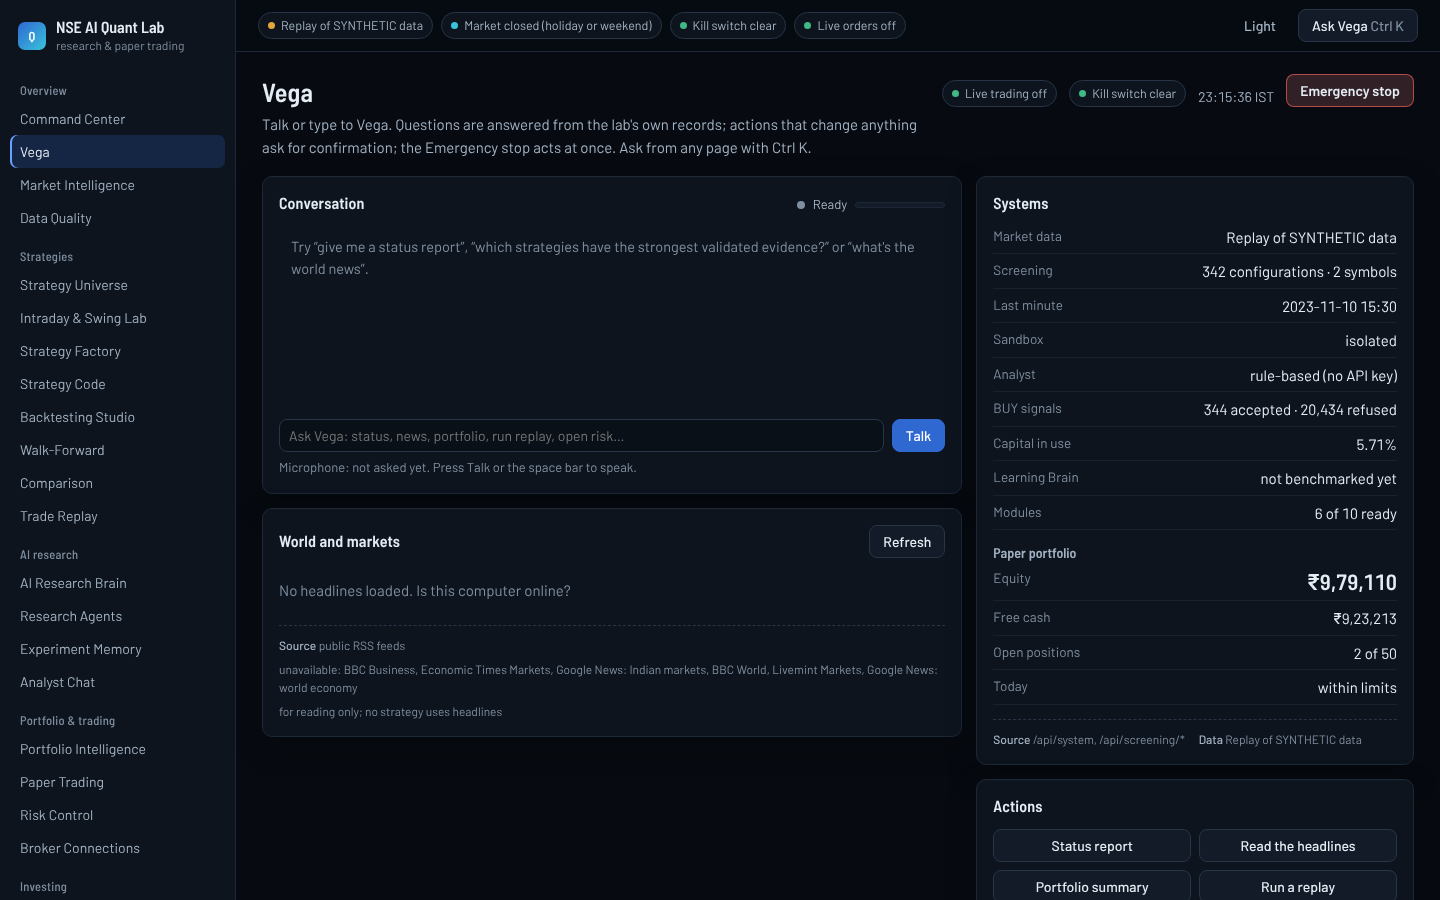 Q
NSE AI Quant Lab
research & paper trading
Overview
Command Center
Vega
Market Intelligence
Data Quality
Strategies
Strategy Universe
Intraday & Swing Lab
Strategy Factory
Strategy Code
Backtesting Studio
Walk-Forward
Comparison
Trade Replay
AI research
AI Research Brain
Research Agents
Experiment Memory
Analyst Chat
Portfolio & trading
Portfolio Intelligence
Paper Trading
Risk Control
Broker Connections
Investing
Replay of SYNTHETIC data
Market closed (holiday or weekend)
Kill switch clear
Live orders off
Light
Ask Vega Ctrl K
Vega
Live trading off
Kill switch clear
23:15:36 IST
Emergency stop
Talk or type to Vega. Questions are answered from the lab's own records; actions that change anything
ask for confirmation; the Emergency stop acts at once. Ask from any page with Ctrl K.
Conversation
Ready
Try “give me a status report”, “which strategies have the strongest validated evidence?” or “what's the
world news”.
Ask Vega: status, news, portfolio, run replay, open risk...
Talk
Microphone: not asked yet. Press Talk or the space bar to speak.
World and markets
Refresh
No headlines loaded. Is this computer online?
Source public RSS feeds
unavailable: BBC Business, Economic Times Markets, Google News: Indian markets, BBC World, Livemint Markets, Google News:
world economy
for reading only; no strategy uses headlines
Systems
Market data Replay of SYNTHETIC data
Screening 342 configurations · 2 symbols
Last minute 2023-11-10 15:30
Sandbox isolated
Analyst rule-based (no API key)
BUY signals 344 accepted · 20,434 refused
Capital in use 5.71%
Learning Brain not benchmarked yet
Modules 6 of 10 ready
Paper portfolio
Equity ₹9,79,110
Free cash ₹9,23,213
Open positions 2 of 50
Today within limits
Source /api/system, /api/screening/* Data Replay of SYNTHETIC data
Actions
Status report
Read the headlines
Portfolio summary
Run a replay